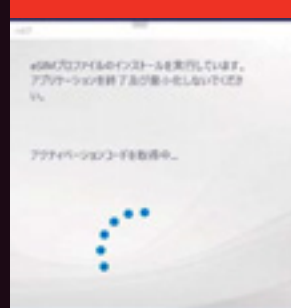 eSIMプロファイルのインストールを実行しています。
アプリケーションを終了及び最小化しないでくださ
い。
アクティベーションコードを取得中...